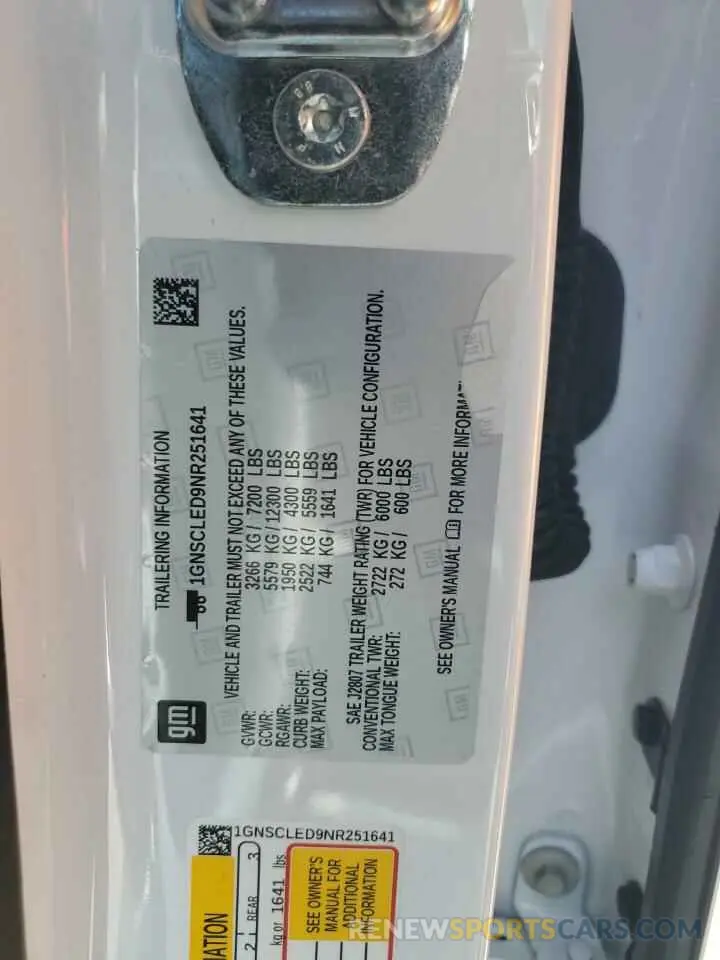 TRAILERING INFORMATION
1GNSCLED9NR251641
gm
VEHICLE AND TRAILER MUST NOT EXCEED ANY OF THESE VALUES.
GVWR: 3266 KG / 7200 LBS
GCWR: 5579 KG / 12300 LBS
RGAWR: 1950 KG / 4300 LBS
CURB WEIGHT: 2522 KG / 5559 LBS
MAX PAYLOAD: 744 KG / 1641 LBS
SAE J2807 TRAILER WEIGHT RATING (TWR) FOR VEHICLE CONFIGURATION.
CONVENTIONAL TWR: 2722 KG / 6000 LBS
MAX TONGUE WEIGHT: 272 KG / 600 LBS
SEE OWNER'S MANUAL FOR MORE
1GNSCLED9NR251641
2 REAR 3
kg or 1641 lbs
SEE OWNER'S
MANUAL FOR
ADDITIONAL
INFORMATION
RENEWSPORTSCARS.COM